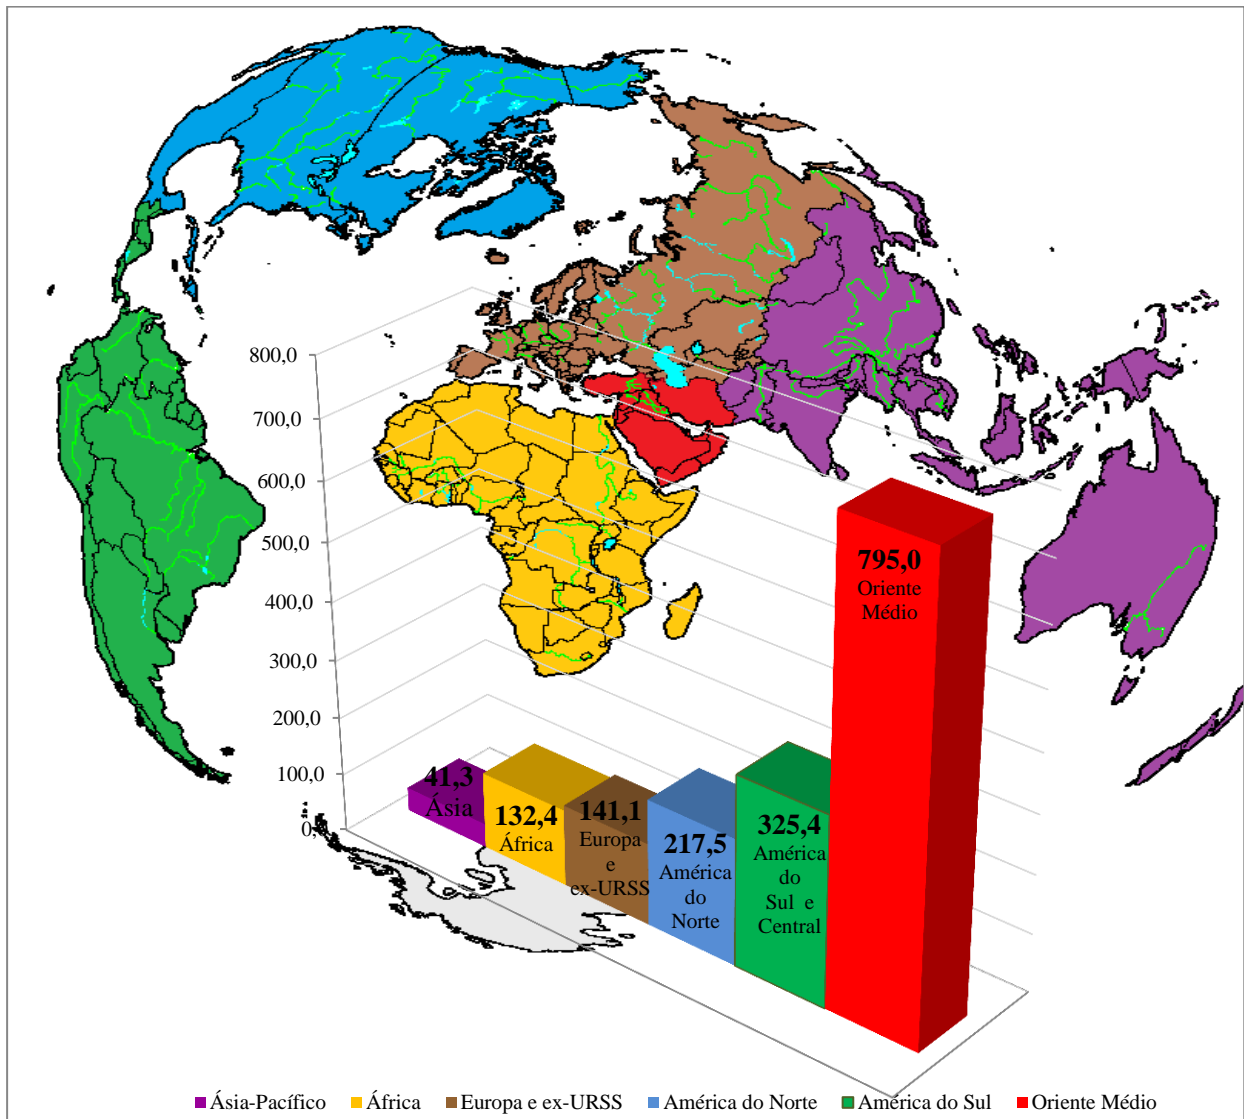 800,0
700,0
600,0
500,0
400,0
300,0
200,0
100,0
0,
41,3
Ásia
132,4
África
141,1
Europa
e
ex-URSS
217,5
América
do
Norte
325,4
América
do
Sul e
Central
795,0
Oriente
Médio
Ásia-Pacífico África Europa e ex-URSS América do Norte América do Sul Oriente Médio